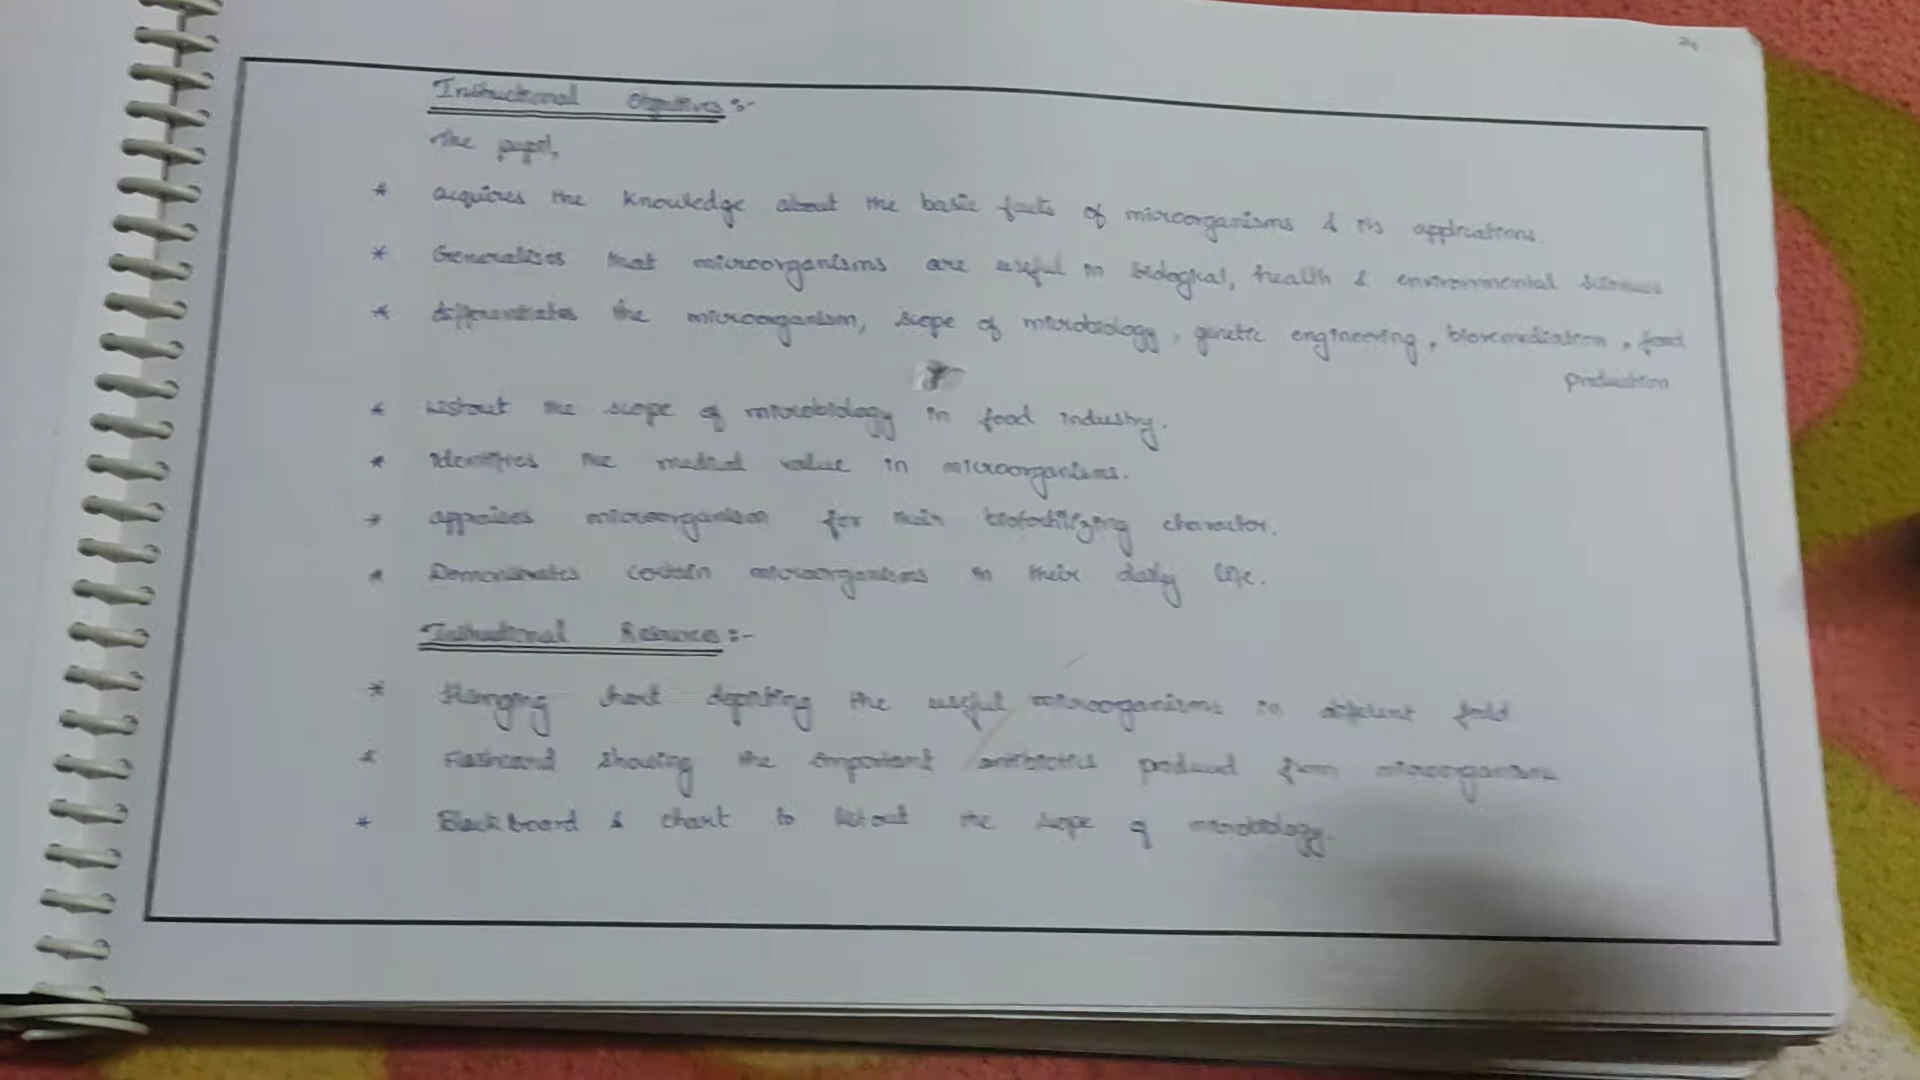 Instructional Objectives :-
The pupil,
* acquires the knowledge about the basic facts of microorganisms & its applications.
* Generalises that microorganisms are useful in biological, health & environmental sciences
* differentiates the microorganism, scope of microbiology, genetic engineering, bioremediation, food
production
* Listout the scope of microbiology in food industry.
* identifies the medical value in microorganisms.
* appraises microorganism for their biofertilizing character.
* Demonstrates certain microorganisms in their daily life.
Instructional Resources :-
* Hanging chart depicting the useful microorganisms in different field
* Flashcard showing the important antibiotics produced from microorganisms
* Blackboard & chart to listout the scope of microbiology.